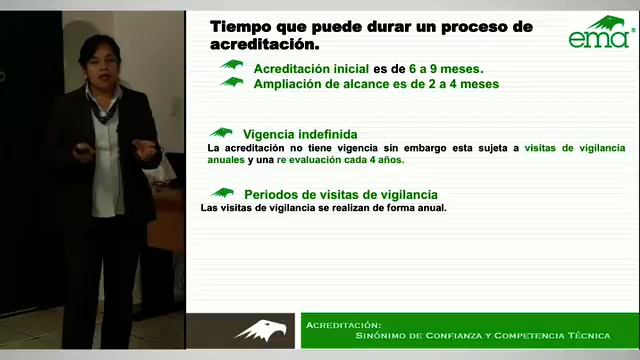 Tiempo que puede durar un proceso de
acreditación.
ema®
Acreditación inicial es de 6 a 9 meses.
Ampliación de alcance es de 2 a 4 meses
Vigencia indefinida
La acreditación no tiene vigencia sin embargo esta sujeta a visitas de vigilancia
anuales y una re evaluación cada 4 años.
Periodos de visitas de vigilancia
Las visitas de vigilancia se realizan de forma anual.
ACREDITACIÓN:
SINÓNIMO DE CONFIANZA Y COMPETENCIA TÉCNICA